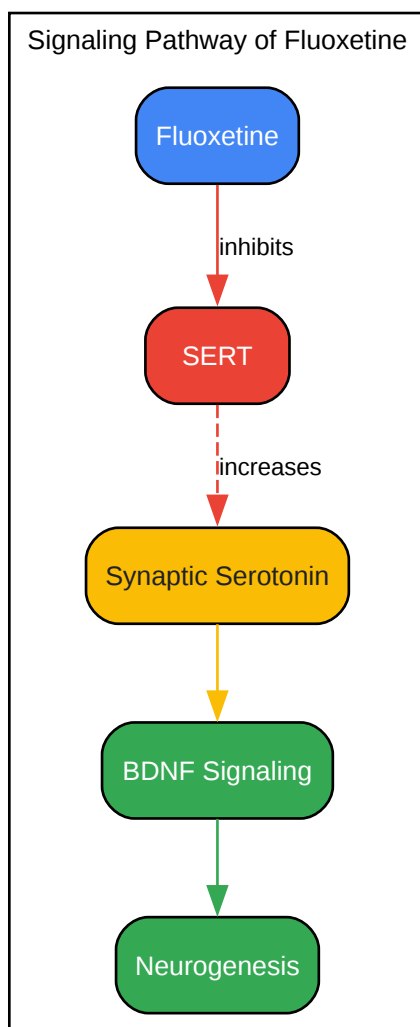 Signaling Pathway of Fluoxetine
Fluoxetine
inhibits
SERT
increases
Synaptic Serotonin
BDNF Signaling
Neurogenesis